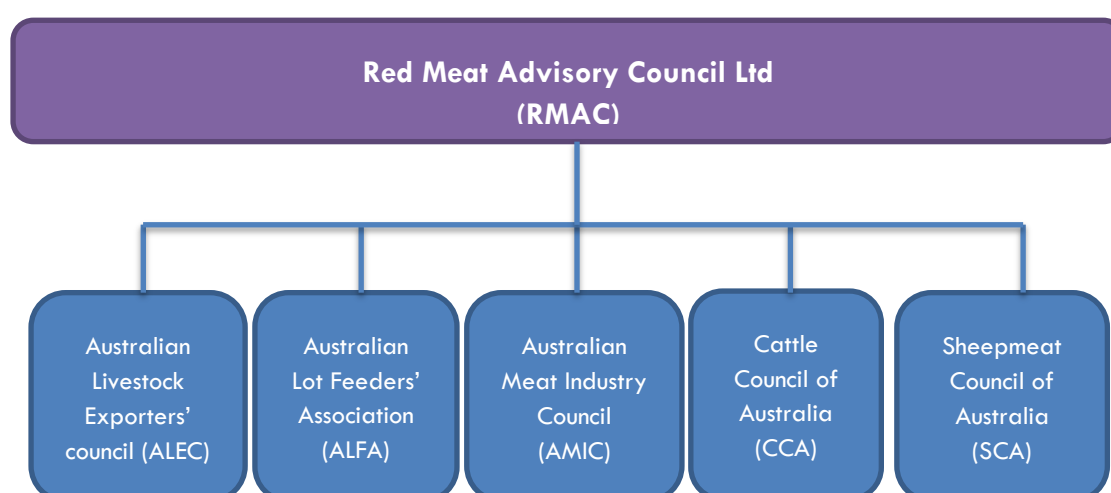 Red Meat Advisory Council Ltd
(RMAC)
Australian
Livestock
Exporters’
council (ALEC)
Australian
Lot Feeders’
Association
(ALFA)
Australian
Meat Industry
Council
(AMIC)
Cattle
Council of
Australia
(CCA)
Sheepmeat
Council of
Australia
(SCA)